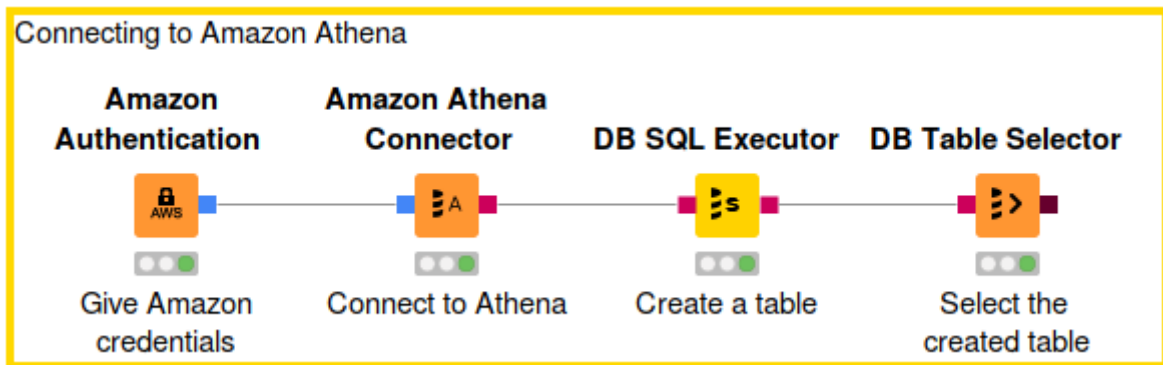 Connecting to Amazon Athena
Amazon
Authentication
Amazon Athena
Connector
DB SQL Executor
DB Table Selector
AWS
A
S
Give Amazon
credentials
Connect to Athena
Create a table
Select the
created table